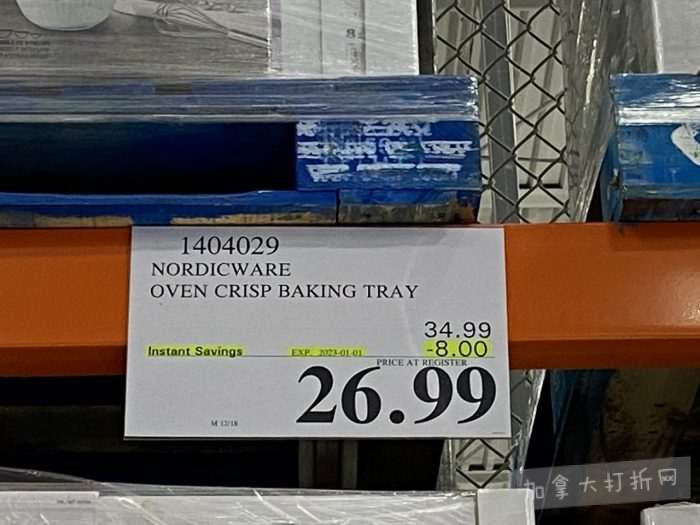 1404029
NORDICWARE
OVEN CRISP BAKING TRAY
34.99
Instant Savings EXP. 2023-01-01 -8.00
PRICE AT REGISTER
26.99
M 12/18
加拿大打折网